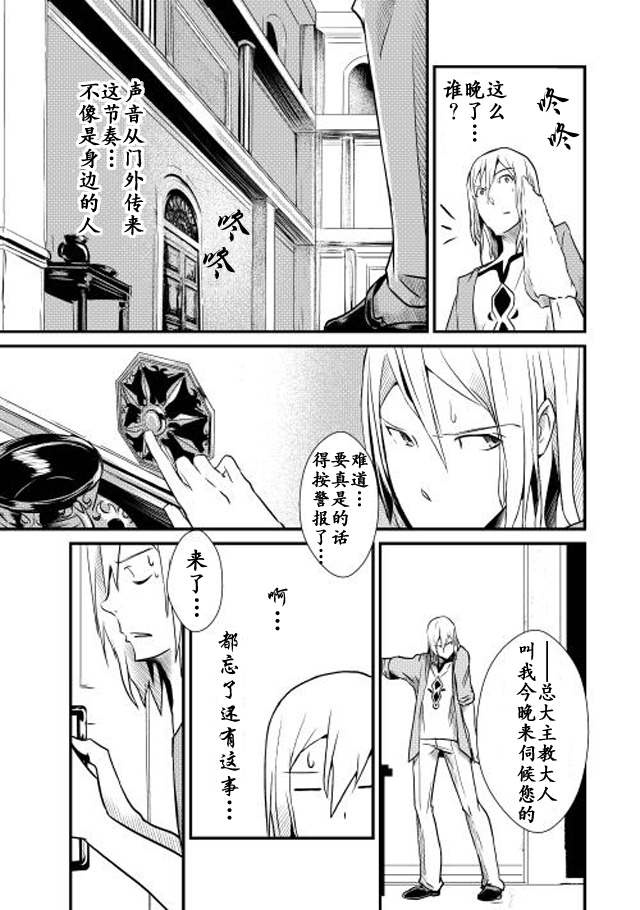 咚咚
这么
晚了…
谁？
声音从门外传来
这节奏…
不像是身边的人
咚咚
难道…
要真是的话
得按警报了…
——总大主教大人
叫我今晚来伺候您的
啊…
都忘了还有这事…
来了…